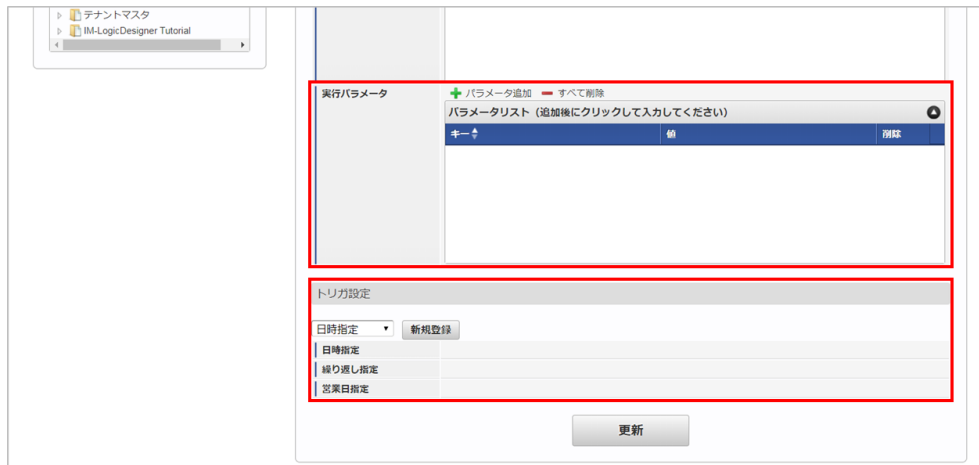 テナントマスタ
IM-LogicDesigner Tutorial
実行パラメータ
パラメータ追加 すべて削除
パラメータリスト（追加後にクリックして入力してください）
キー 値 削除
トリガ設定
日時指定 新規登録
日時指定
繰り返し指定
営業日指定
更新